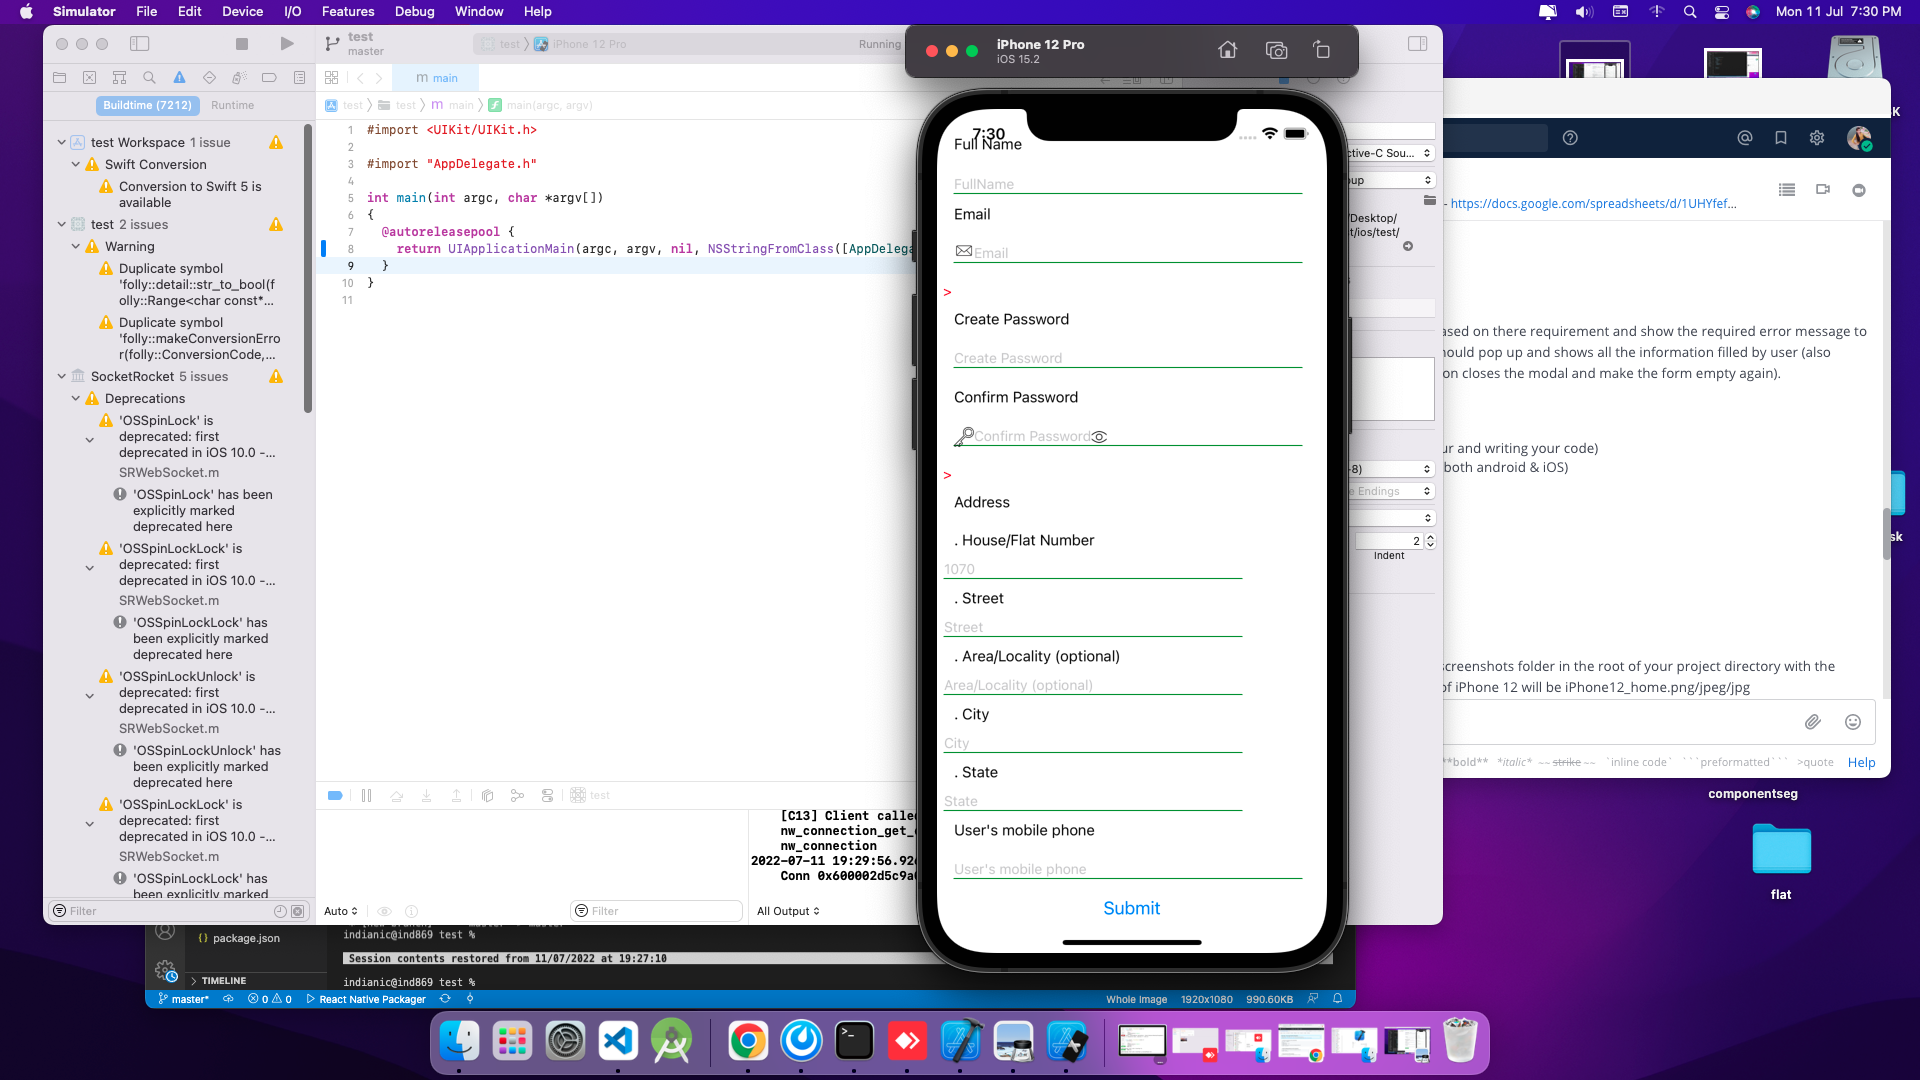 Simulator File Edit Device I/O Features Debug Window Help
Mon 11 Jul 7:30 PM
test
master
test
iPhone 12 Pro
Running
main
Buildtime (7212)
Runtime
test
test
main
main(argc, argv)
test Workspace 1 issue
Swift Conversion
Conversion to Swift 5 is
available
test 2 issues
Warning
Duplicate symbol
'folly::detail::str_to_bool(f
olly::Range<char const*...
Duplicate symbol
'folly::makeConversionErro
r(folly::ConversionCode,...
SocketRocket 5 issues
Deprecations
'OSSpinLock' is
deprecated: first
deprecated in iOS 10.0 -...
SRWebSocket.m
'OSSpinLock' has been
explicitly marked
deprecated here
'OSSpinLockLock' is
deprecated: first
deprecated in iOS 10.0 -...
SRWebSocket.m
'OSSpinLockLock' has
been explicitly marked
deprecated here
'OSSpinLockUnlock' is
deprecated: first
deprecated in iOS 10.0 -...
SRWebSocket.m
'OSSpinLockUnlock' has
been explicitly marked
deprecated here
'OSSpinLockLock' is
deprecated: first
deprecated in iOS 10.0 -...
SRWebSocket.m
'OSSpinLockLock' has
been explicitly marked
Filter
1 #import <UIKit/UIKit.h>
2
3 #import "AppDelegate.h"
4
5 int main(int argc, char *argv[])
6 {
7 @autoreleasepool {
8 return UIApplicationMain(argc, argv, nil, NSStringFromClass([AppDelega
9 }
10 }
11
test
[C13] Client called
nw_connection_get_
nw_connection
2022-07-11 19:29:56.92
Conn 0x600002d5c9a
Auto
Filter
All Output
iPhone 12 Pro
iOS 15.2
7:30
Full Name
FullName
Email
Email
>
Create Password
Create Password
Confirm Password
Confirm Password
>
Address
. House/Flat Number
1070
. Street
Street
. Area/Locality (optional)
Area/Locality (optional)
. City
City
. State
State
User's mobile phone
User's mobile phone
Submit
ctive-C Sou...
oup
/Desktop/
t/ios/test/
-8)
e Endings
2
Indent
K
- https://docs.google.com/spreadsheets/d/1UHYfef...
ased on there requirement and show the required error message to
ould pop up and shows all the information filled by user (also
on closes the modal and make the form empty again).
ur and writing your code)
both android & iOS)
sk
screenshots folder in the root of your project directory with the
of iPhone 12 will be iPhone12_home.png/jpeg/jpg
**bold** *italic* ~~strike~~ `inline code` ```preformatted``` >quote Help
componentseg
flat
package.json
TIMELINE
indianic@ind869 test %
Session contents restored from 11/07/2022 at 19:27:10
indianic@ind869 test %
master*
0
0
React Native Packager
Whole Image
1920x1080
990.60KB